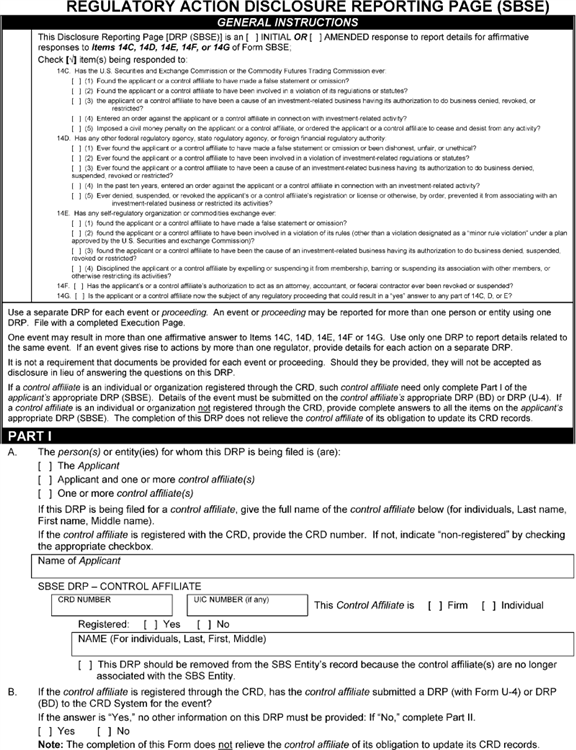 REGULATORY ACTION DISCLOSURE REPORTING PAGE (SBSE)
GENERAL INSTRUCTIONS
This Disclosure Reporting Page [DRP (SBSE)] is an [ ] INITIAL OR [ ] AMENDED response to report details for affirmative
responses to Items 14C, 14D, 14E, 14F, or 14G of Form SBSE;
Check [√] item(s) being responded to:
14C. Has the U.S. Securities and Exchange Commission or the Commodity Futures Trading Commission ever:
[ ] (1) Found the applicant or a control affiliate to have made a false statement or omission?
[ ] (2) Found the applicant or a control affiliate to have been involved in a violation of its regulations or statutes?
[ ] (3) the applicant or a control affiliate to have been a cause of an investment-related business having its authorization to do business denied, revoked, or
restricted?
[ ] (4) Entered an order against the applicant or a control affiliate in connection with investment-related activity?
[ ] (5) Imposed a civil money penalty on the applicant or a control affiliate, or ordered the applicant or a control affiliate to cease and desist from any activity?
14D. Has any other federal regulatory agency, state regulatory agency, or foreign financial regulatory authority
[ ] (1) Ever found the applicant or a control affiliate to have made a false statement or omission or been dishonest, unfair, or unethical?
[ ] (2) Ever found the applicant or a control affiliate to have been involved in a violation of investment-related regulations or statutes?
[ ] (3) Ever found the applicant or a control affiliate to have been a cause of an investment-related business having its authorization to do business denied,
suspended, revoked or restricted?
[ ] (4) In the past ten years, entered an order against the applicant or a control affiliate in connection with an investment-related activity?
[ ] (5) Ever denied, suspended, or revoked the applicant's or a control affiliate's registration or license or otherwise, by order, prevented it from associating with an
investment-related business or restricted its activities?
14E. Has any self-regulatory organization or commodities exchange ever:
[ ] (1) found the applicant or a control affiliate to have made a false statement or omission?
[ ] (2) found the applicant or a control affiliate to have been involved in a violation of its rules (other than a violation designated as a "minor rule violation" under a plan
approved by the U.S. Securities and exchange Commission)?
[ ] (3) found the applicant or a control affiliate to have been the cause of an investment-related business having its authorization to do business denied, suspended,
revoked or restricted?
[ ] (4) Disciplined the applicant or a control affiliate by expelling or suspending it from membership, barring or suspending its association with other members, or
otherwise restricting its activities?
14F. [ ] Has the applicant's or a control affiliate's authorization to act as an attorney, accountant, or federal contractor ever been revoked or suspended?
14G. [ ] Is the applicant or a control affiliate now the subject of any regulatory proceeding that could result in a "yes" answer to any part of 14C, D, or E?
Use a separate DRP for each event or proceeding. An event or proceeding may be reported for more than one person or entity using one
DRP. File with a completed Execution Page.
One event may result in more than one affirmative answer to Items 14C, 14D, 14E, 14F or 14G. Use only one DRP to report details related to
the same event. If an event gives rise to actions by more than one regulator, provide details for each action on a separate DRP.
It is not a requirement that documents be provided for each event or proceeding. Should they be provided, they will not be accepted as
disclosure in lieu of answering the questions on this DRP.
If a control affiliate is an individual or organization registered through the CRD, such control affiliate need only complete Part I of the
applicant's appropriate DRP (SBSE). Details of the event must be submitted on the control affiliate's appropriate DRP (BD) or DRP (U-4). If
a control affiliate is an individual or organization not registered through the CRD, provide complete answers to all the items on the applicant's
appropriate DRP (SBSE). The completion of this DRP does not relieve the control affiliate of its obligation to update its CRD records.
PART I
A. The person(s) or entity(ies) for whom this DRP is being filed is (are):
[ ] The Applicant
[ ] Applicant and one or more control affiliate(s)
[ ] One or more control affiliate(s)
If this DRP is being filed for a control affiliate, give the full name of the control affiliate below (for individuals, Last name,
First name, Middle name).
If the control affiliate is registered with the CRD, provide the CRD number. If not, indicate "non-registered" by checking
the appropriate checkbox.
Name of Applicant
SBSE DRP – CONTROL AFFILIATE
CRD NUMBER UIC NUMBER (if any) This Control Affiliate is [ ] Firm [ ] Individual
Registered: [ ] Yes [ ] No
NAME (For individuals, Last, First, Middle)
[ ] This DRP should be removed from the SBS Entity's record because the control affiliate(s) are no longer
associated with the SBS Entity.
B. If the control affiliate is registered through the CRD, has the control affiliate submitted a DRP (with Form U-4) or DRP
(BD) to the CRD System for the event?
If the answer is "Yes," no other information on this DRP must be provided: If "No," complete Part II.
[ ] Yes [ ] No
Note: The completion of this Form does not relieve the control affiliate of its obligation to update its CRD records.